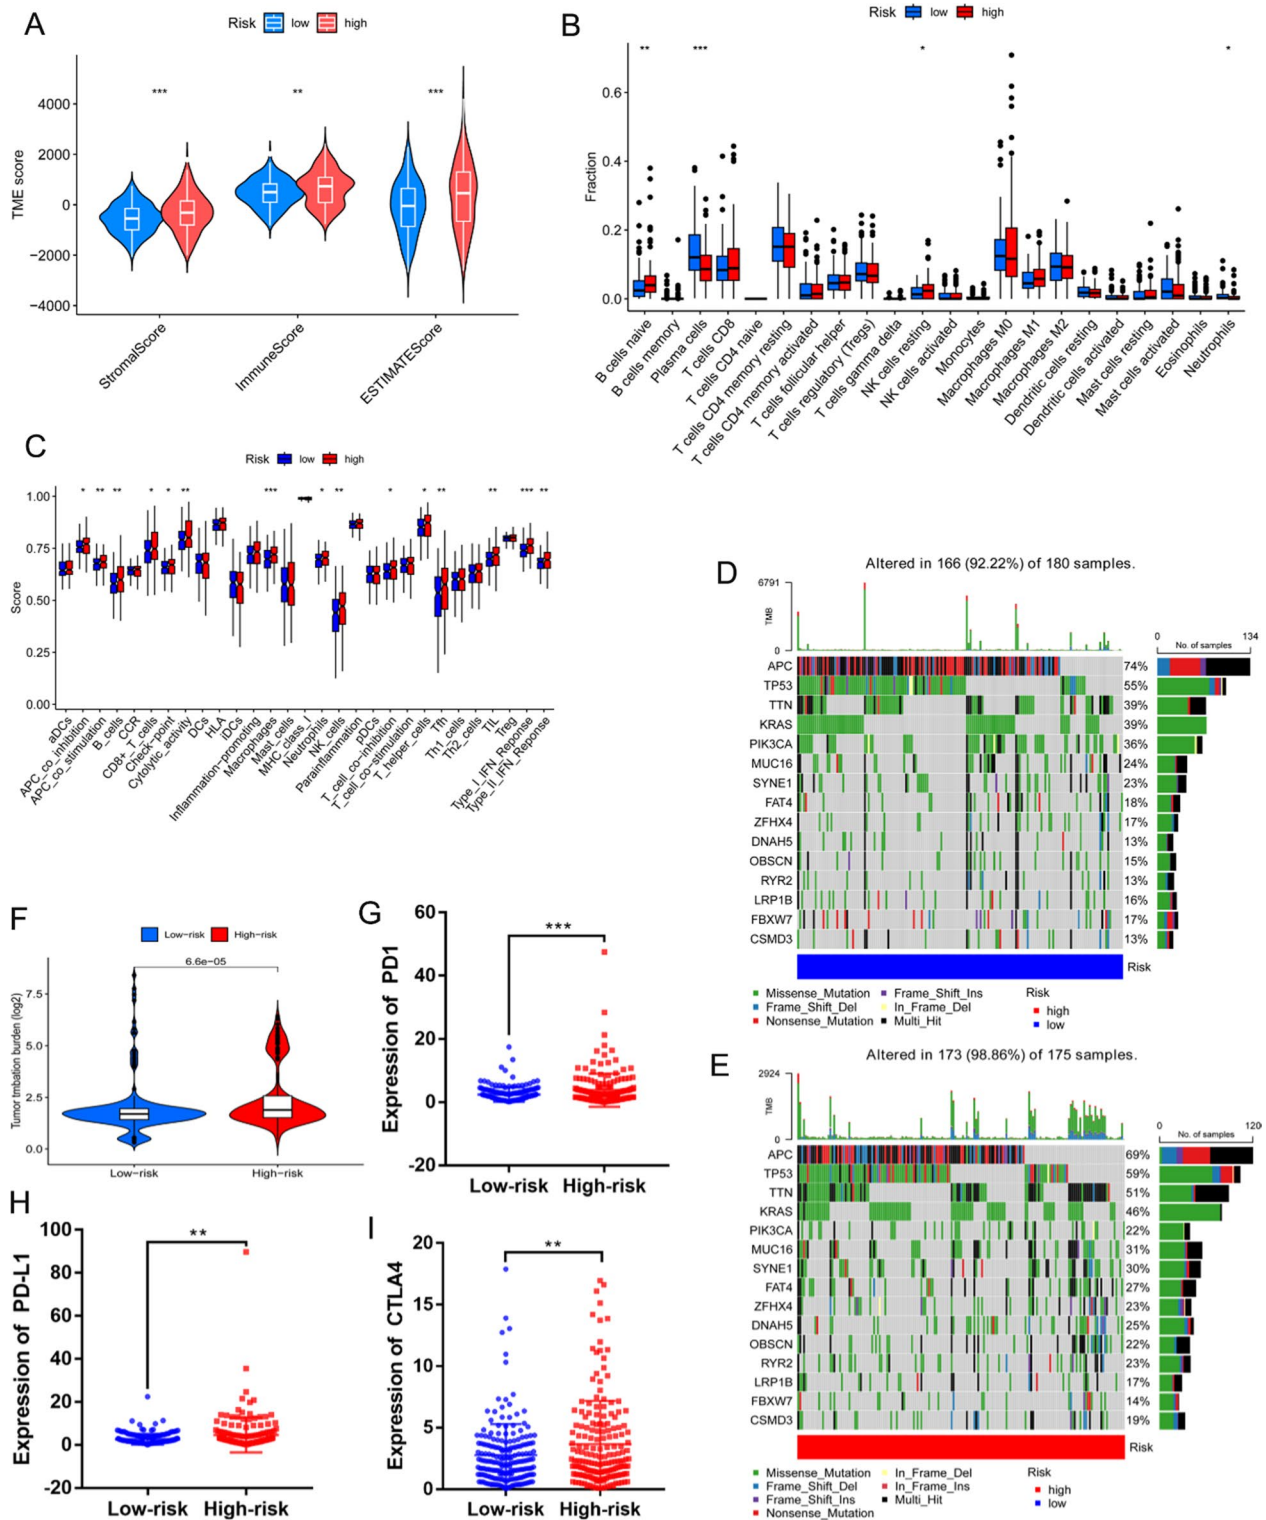 A
Risk low high
TME score
4000
2000
0
−2000
−4000
*** ** ***
StromalScore
ImmuneScore
ESTIMATEScore
B
Risk low high
Fraction
0.6
0.4
0.2
0.0
** *** * *
B cells naive
B cells memory
Plasma cells
T cells CD8
T cells CD4 naive
T cells CD4 memory resting
T cells CD4 memory activated
T cells follicular helper
T cells regulatory (Tregs)
T cells gamma delta
NK cells resting
NK cells activated
Monocytes
Macrophages M0
Macrophages M1
Macrophages M2
Dendritic cells resting
Dendritic cells activated
Mast cells resting
Mast cells activated
Eosinophils
Neutrophils
C
Risk low high
Score
1.00
0.75
0.50
0.25
0.00
* ** ** * * ** *** * ** * * ** ** *** **
aDCs
APC_co_inhibition
APC_co_stimulation
B_cells
CCR
CD8+_T_cells
Check−point
Cytolytic_activity
DCs
HLA
iDCs
Inflammation−promoting
Macrophages
Mast_cells
MHC_class_I
Neutrophils
NK_cells
Parainflammation
pDCs
T_cell_co−inhibition
T_cell_co−stimulation
T_helper_cells
Tfh
Th1_cells
Th2_cells
TIL
Treg
Type_I_IFN_Reponse
Type_II_IFN_Reponse
D
Altered in 166 (92.22%) of 180 samples.
6791
0
TMB
0 134
No. of samples
APC 74%
TP53 55%
TTN 39%
KRAS 39%
PIK3CA 36%
MUC16 24%
SYNE1 23%
FAT4 18%
ZFHX4 17%
DNAH5 13%
OBSCN 15%
RYR2 13%
LRP1B 16%
FBXW7 17%
CSMD3 13%
Risk
Missense_Mutation Frame_Shift_Ins Risk
Frame_Shift_Del In_Frame_Del high
Nonsense_Mutation Multi_Hit low
E
Altered in 173 (98.86%) of 175 samples.
2924
0
TMB
0 120
No. of samples
APC 69%
TP53 59%
TTN 51%
KRAS 46%
PIK3CA 22%
MUC16 31%
SYNE1 30%
FAT4 27%
ZFHX4 23%
DNAH5 25%
OBSCN 22%
RYR2 23%
LRP1B 17%
FBXW7 14%
CSMD3 19%
Risk
Missense_Mutation In_Frame_Del Risk
Frame_Shift_Del In_Frame_Ins high
Frame_Shift_Ins Multi_Hit low
Nonsense_Mutation
F
Low−risk High−risk
6.6e−05
Tumor tmbation burden (log2)
7.5
5.0
2.5
0.0
Low−risk High−risk
G
Expression of PD1
60
40
20
0
-20
***
Low-risk High-risk
H
Expression of PD-L1
100
80
60
40
20
0
-20
**
Low-risk High-risk
I
Expression of CTLA4
20
15
10
5
0
**
Low-risk High-risk